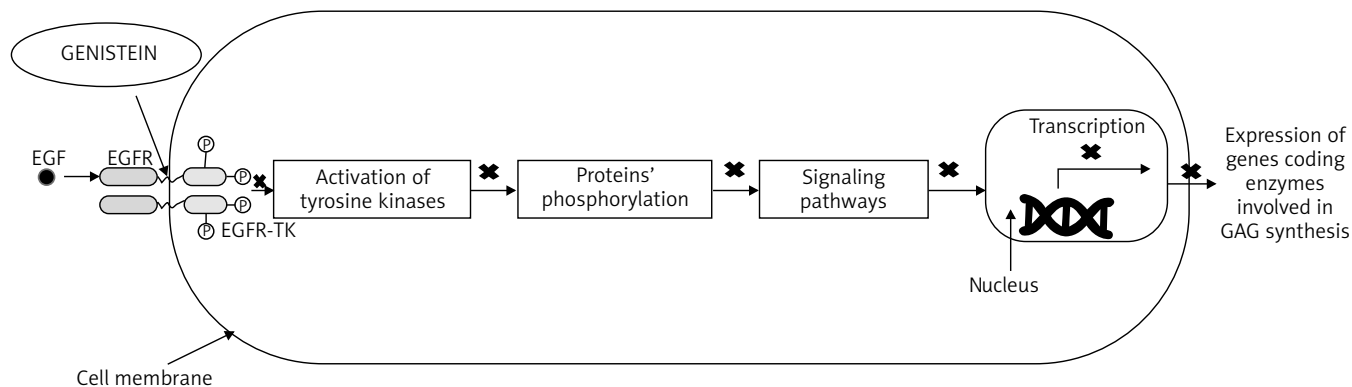 GENISTEIN
EGF
EGFR
P
P
P
P
EGFR-TK
Activation of
tyrosine kinases
Proteins’
phosphorylation
Signaling
pathways
Transcription
Nucleus
Expression of
genes coding
enzymes
involved in
GAG synthesis
Cell membrane